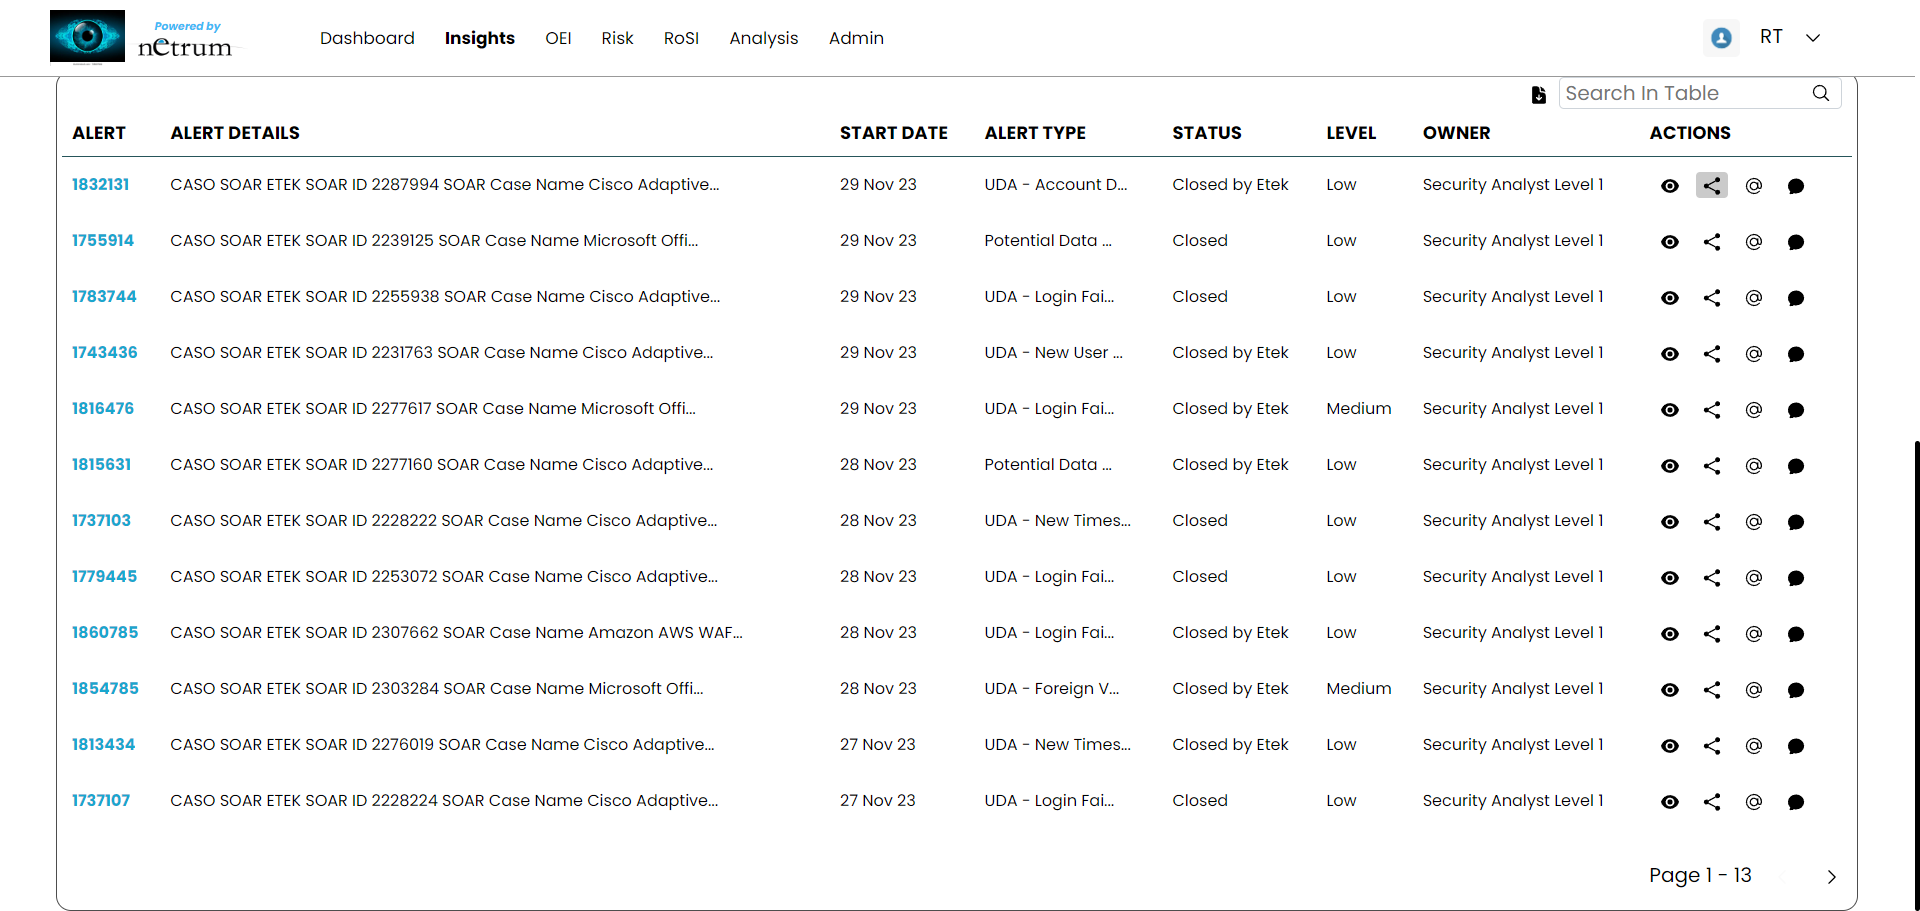 Powered by
netrum
Dashboard Insights OEI Risk RoSI Analysis Admin RT
Search In Table
ALERT ALERT DETAILS START DATE ALERT TYPE STATUS LEVEL OWNER ACTIONS
1832131 CASO SOAR ETEK SOAR ID 2287994 SOAR Case Name Cisco Adaptive... 29 Nov 23 UDA - Account D... Closed by Etek Low Security Analyst Level 1
1755914 CASO SOAR ETEK SOAR ID 2239125 SOAR Case Name Microsoft Offi... 29 Nov 23 Potential Data ... Closed Low Security Analyst Level 1
1783744 CASO SOAR ETEK SOAR ID 2255938 SOAR Case Name Cisco Adaptive... 29 Nov 23 UDA - Login Fai... Closed Low Security Analyst Level 1
1743436 CASO SOAR ETEK SOAR ID 2231763 SOAR Case Name Cisco Adaptive... 29 Nov 23 UDA - New User ... Closed by Etek Low Security Analyst Level 1
1816476 CASO SOAR ETEK SOAR ID 2277617 SOAR Case Name Microsoft Offi... 29 Nov 23 UDA - Login Fai... Closed by Etek Medium Security Analyst Level 1
1815631 CASO SOAR ETEK SOAR ID 2277160 SOAR Case Name Cisco Adaptive... 28 Nov 23 Potential Data ... Closed by Etek Low Security Analyst Level 1
1737103 CASO SOAR ETEK SOAR ID 2228222 SOAR Case Name Cisco Adaptive... 28 Nov 23 UDA - New Times... Closed Low Security Analyst Level 1
1779445 CASO SOAR ETEK SOAR ID 2253072 SOAR Case Name Cisco Adaptive... 28 Nov 23 UDA - Login Fai... Closed Low Security Analyst Level 1
1860785 CASO SOAR ETEK SOAR ID 2307662 SOAR Case Name Amazon AWS WAF... 28 Nov 23 UDA - Login Fai... Closed by Etek Low Security Analyst Level 1
1854785 CASO SOAR ETEK SOAR ID 2303284 SOAR Case Name Microsoft Offi... 28 Nov 23 UDA - Foreign V... Closed by Etek Medium Security Analyst Level 1
1813434 CASO SOAR ETEK SOAR ID 2276019 SOAR Case Name Cisco Adaptive... 27 Nov 23 UDA - New Times... Closed by Etek Low Security Analyst Level 1
1737107 CASO SOAR ETEK SOAR ID 2228224 SOAR Case Name Cisco Adaptive... 27 Nov 23 UDA - Login Fai... Closed Low Security Analyst Level 1
Page 1 - 13